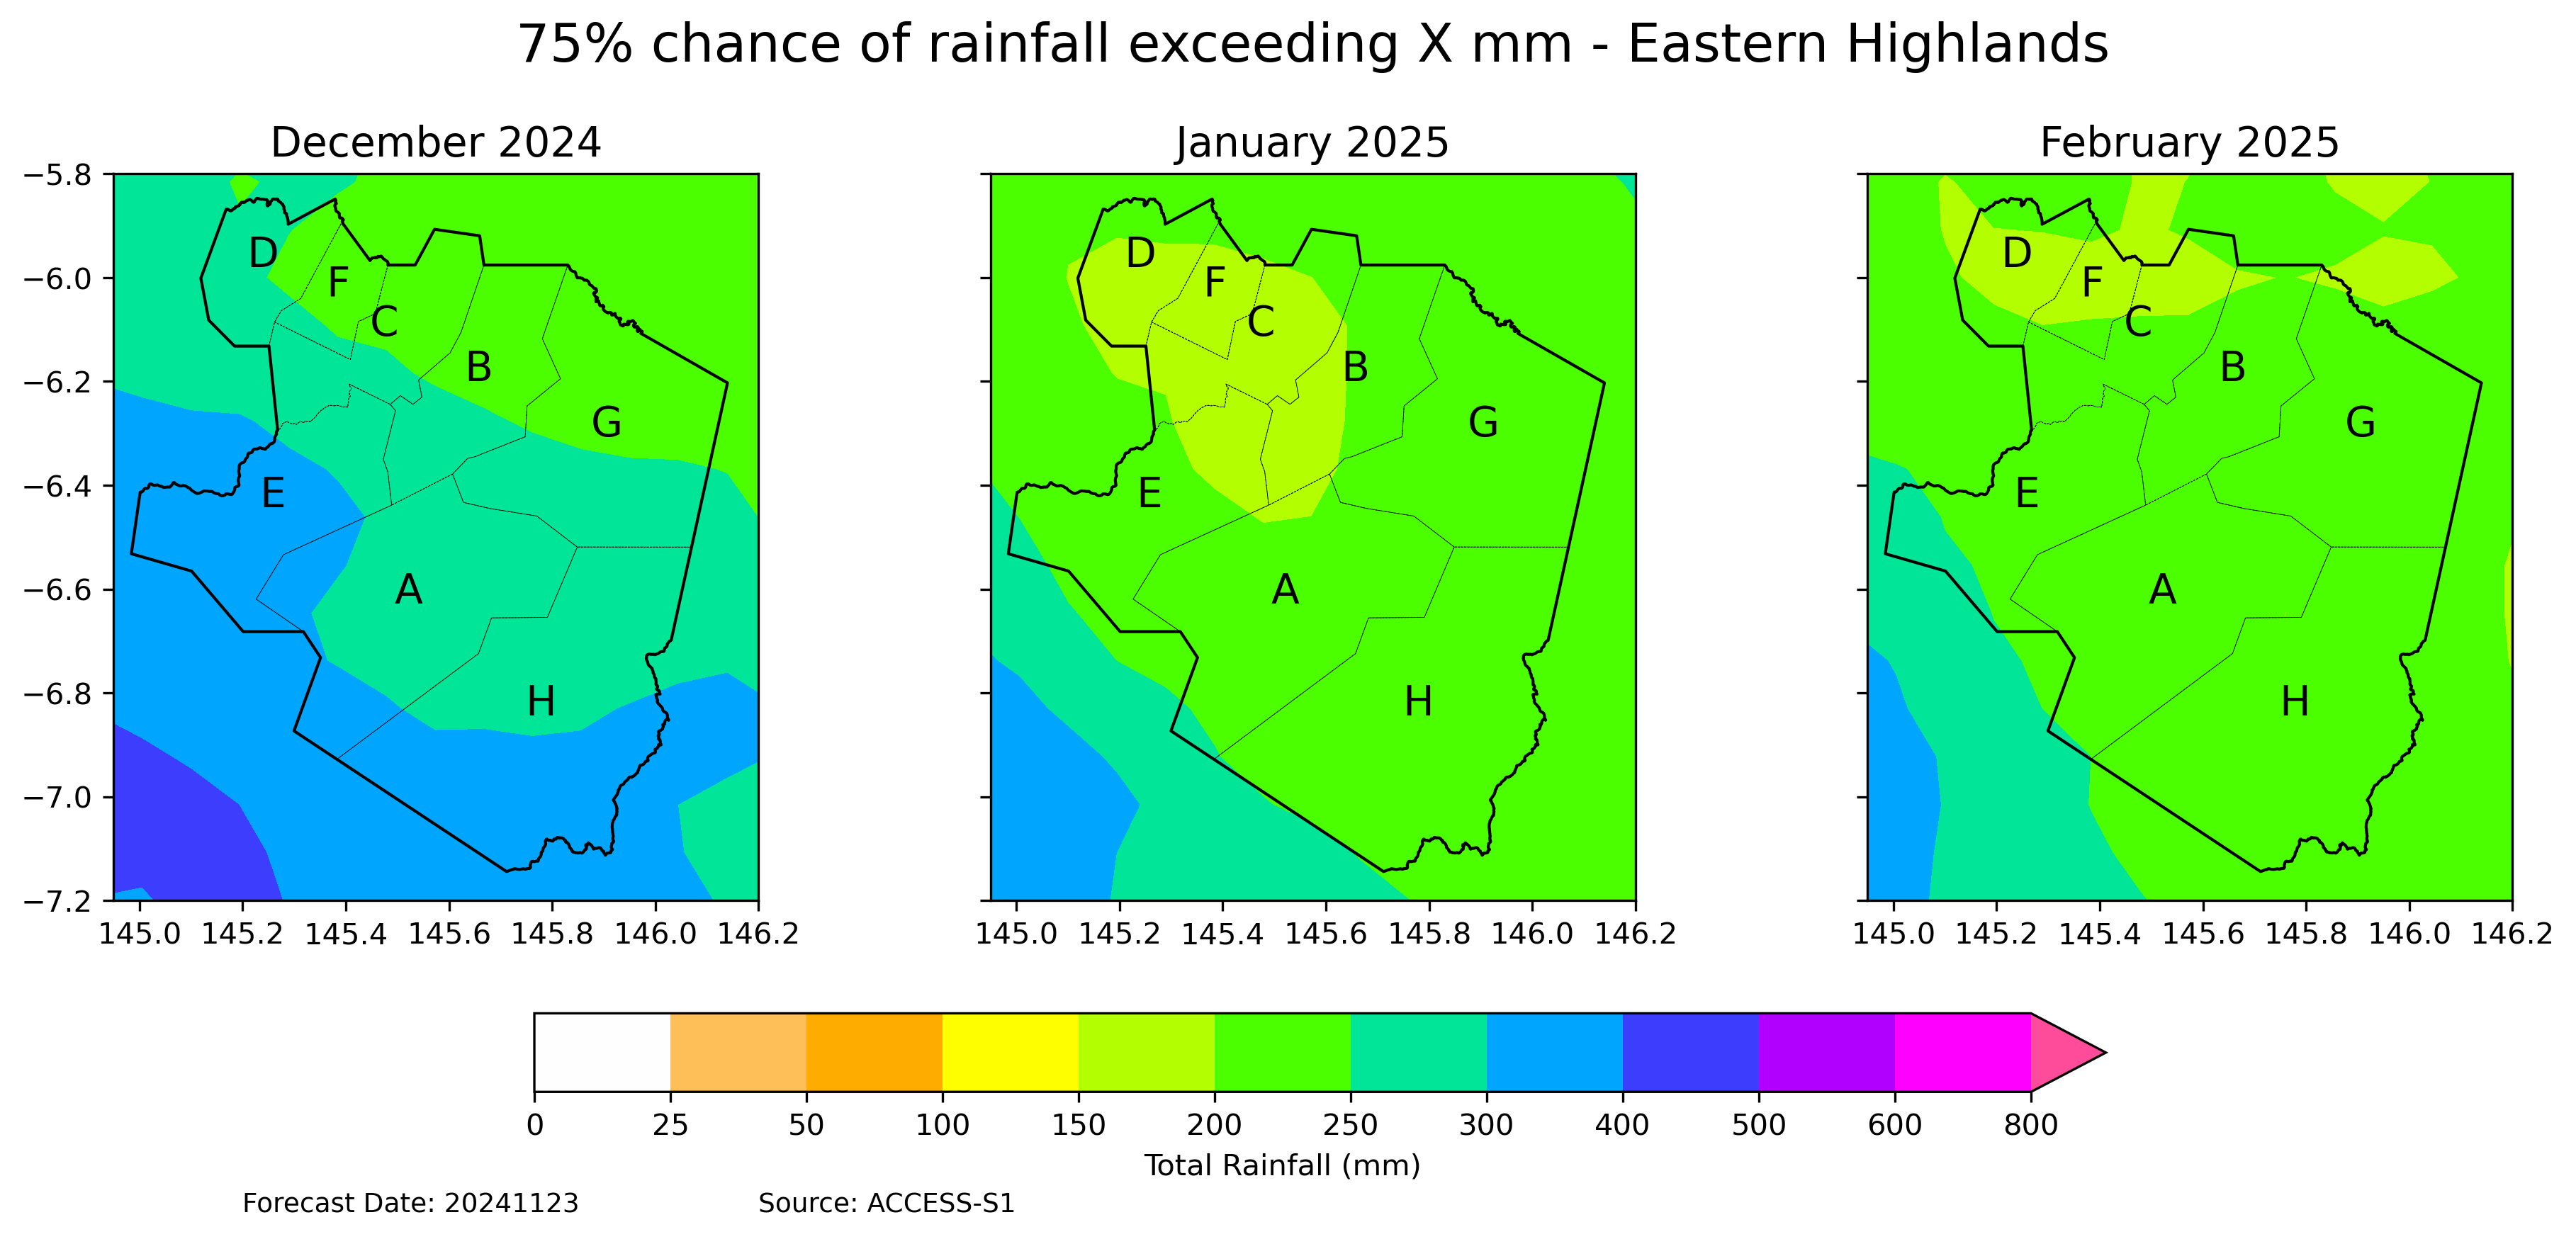 75% chance of rainfall exceeding X mm - Eastern Highlands
December 2024
January 2025
February 2025
−5.8
−6.0
−6.2
−6.4
−6.6
−6.8
−7.0
−7.2
D
F
C
B
G
E
A
H
D
F
C
B
G
E
A
H
D
F
C
B
G
E
A
H
145.0 145.2 145.4 145.6 145.8 146.0 146.2
145.0 145.2 145.4 145.6 145.8 146.0 146.2
145.0 145.2 145.4 145.6 145.8 146.0 146.2
0 25 50 100 150 200 250 300 400 500 600 800
Total Rainfall (mm)
Forecast Date: 20241123
Source: ACCESS-S1